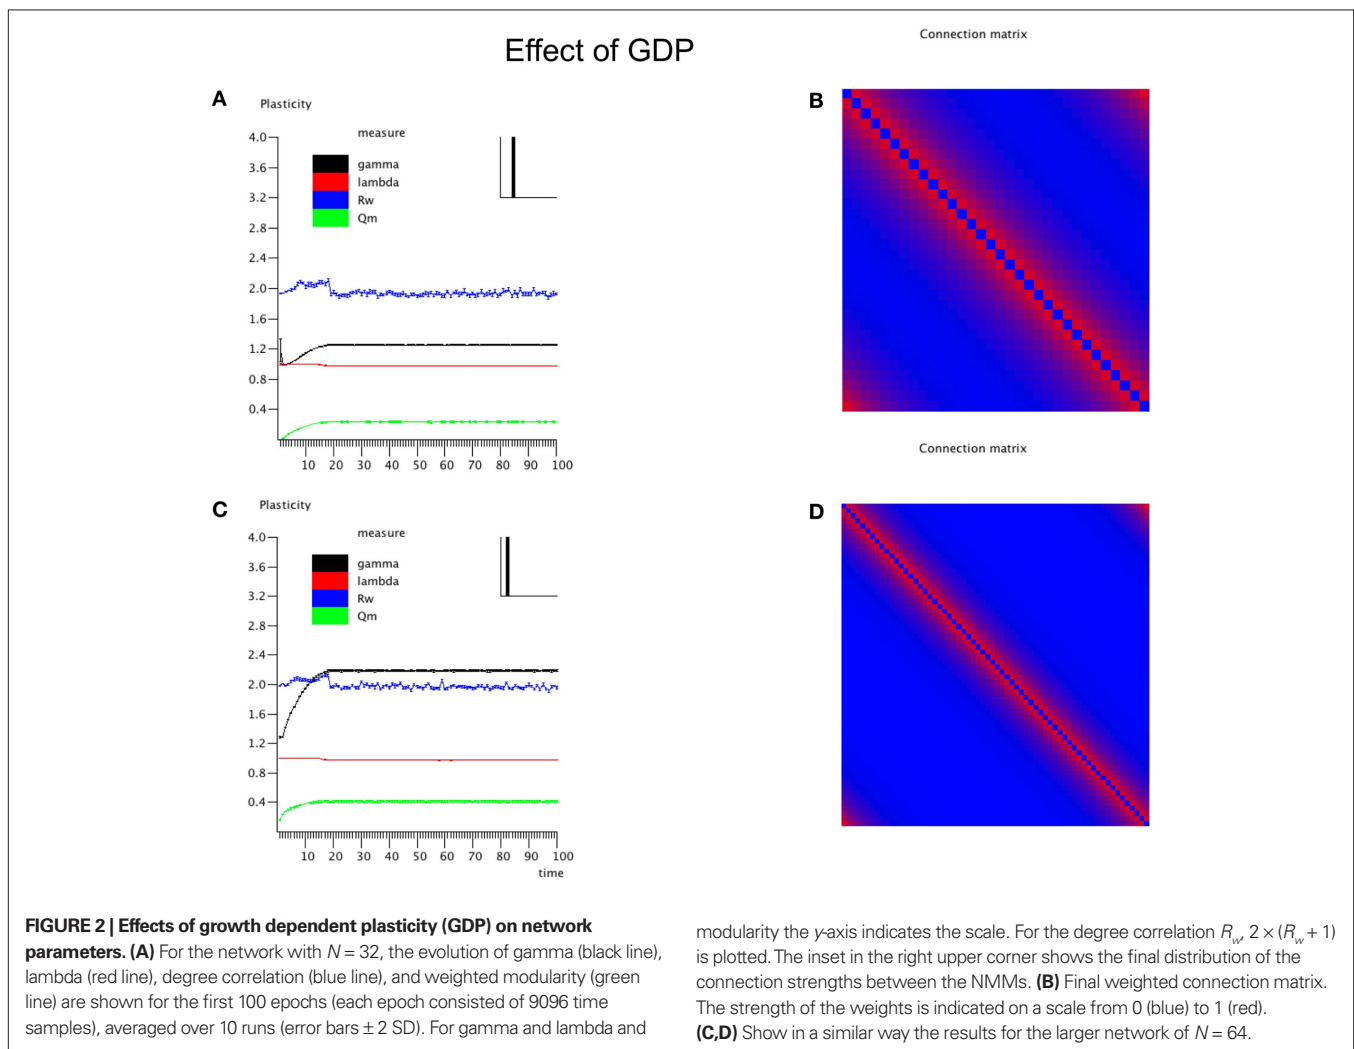 Effect of GDP
Connection matrix
A
Plasticity
measure
gamma
lambda
Rw
Qm
4.0
3.6
3.2
2.8
2.4
2.0
1.6
1.2
0.8
0.4
10 20 30 40 50 60 70 80 90 100
B
Connection matrix
C
Plasticity
measure
gamma
lambda
Rw
Qm
4.0
3.6
3.2
2.8
2.4
2.0
1.6
1.2
0.8
0.4
10 20 30 40 50 60 70 80 90 100
time
D
FIGURE 2 | Effects of growth dependent plasticity (GDP) on network
parameters. (A) For the network with N = 32, the evolution of gamma (black line),
lambda (red line), degree correlation (blue line), and weighted modularity (green
line) are shown for the first 100 epochs (each epoch consisted of 9096 time
samples), averaged over 10 runs (error bars ± 2 SD). For gamma and lambda and
modularity the y-axis indicates the scale. For the degree correlation Rw, 2 × (Rw + 1)
is plotted. The inset in the right upper corner shows the final distribution of the
connection strengths between the NMMs. (B) Final weighted connection matrix.
The strength of the weights is indicated on a scale from 0 (blue) to 1 (red).
(C,D) Show in a similar way the results for the larger network of N = 64.